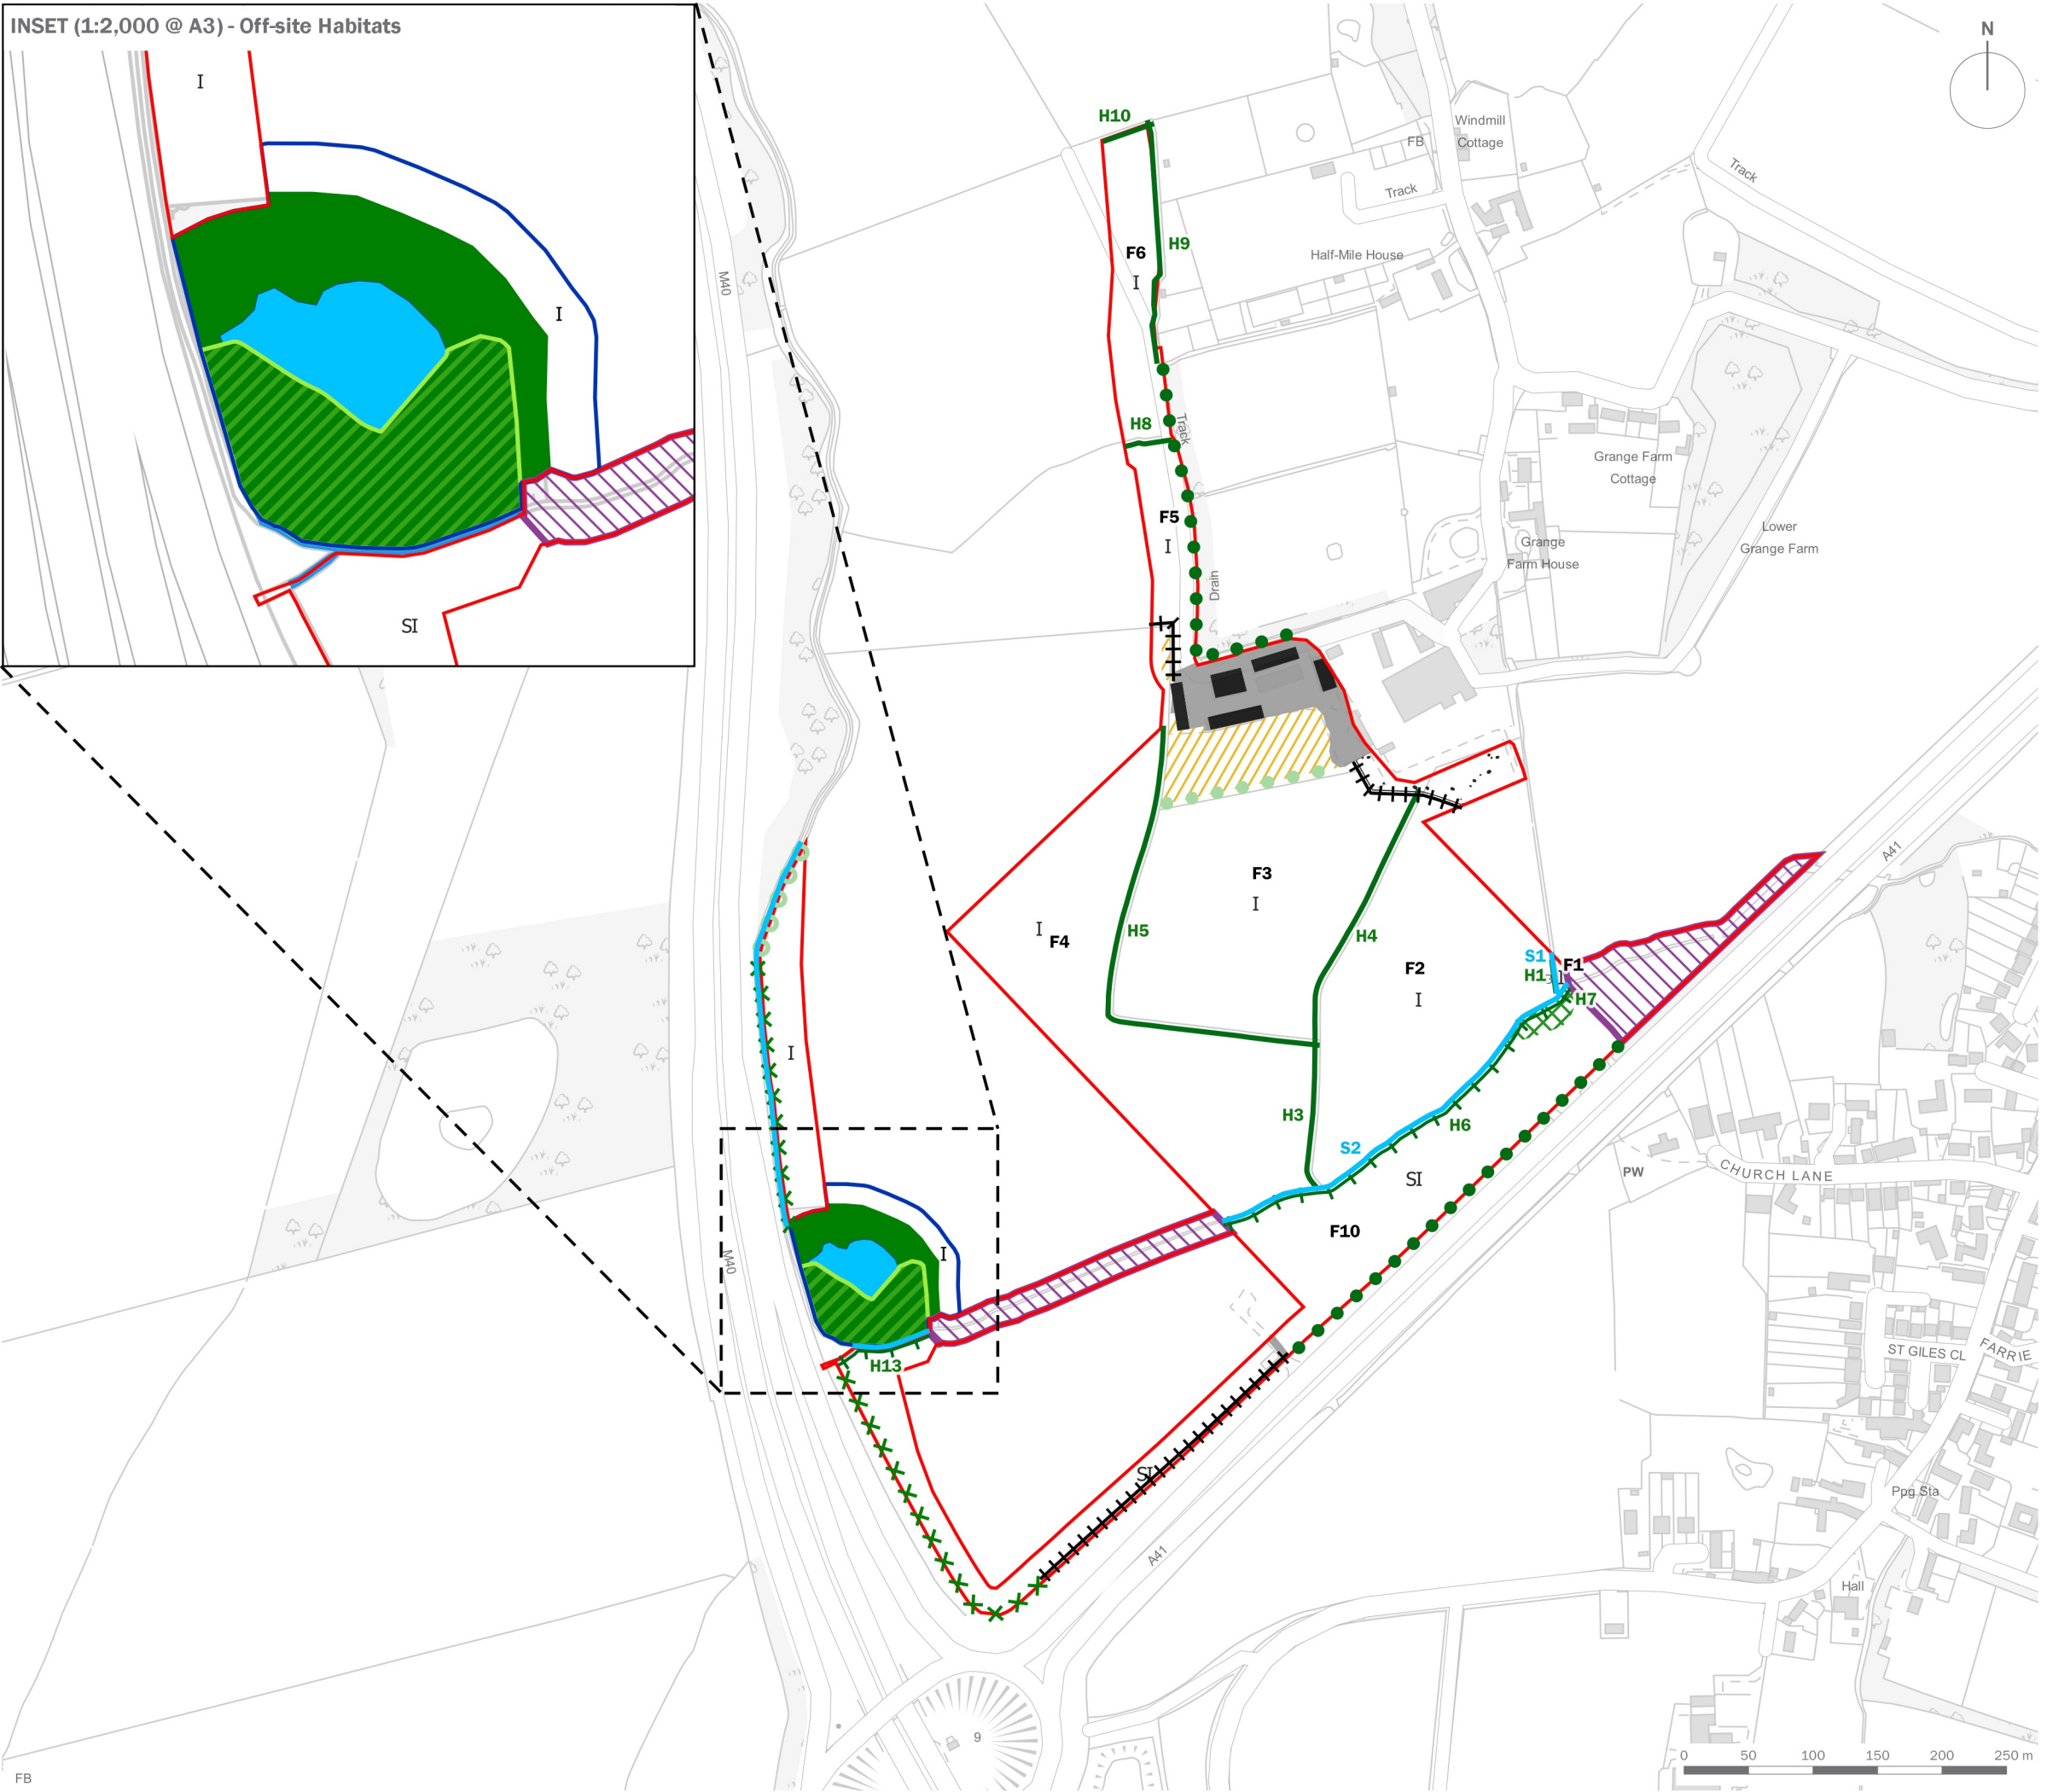 INSET (1:2,000 @ A3) - Off-site Habitats
I
I
SI
N
H10
FB
Windmill
Cottage
Track
Track
M40
F6
I
H9
Half-Mile House
H8
Track
F5
I
Drain
Grange Farm
Cottage
Grange
Farm House
Lower
Grange Farm
A41
F3
I
I
F4
H5
H4
F2
I
S1
F1
H1
I
H7
I
H3
H6
S2
SI
F10
PW
CHURCH LANE
M40
I
H13
ST GILES CL
FARRIE
SI
A41
Ppg Sta
Hall
9
0 50 100 150 200 250 m
FB